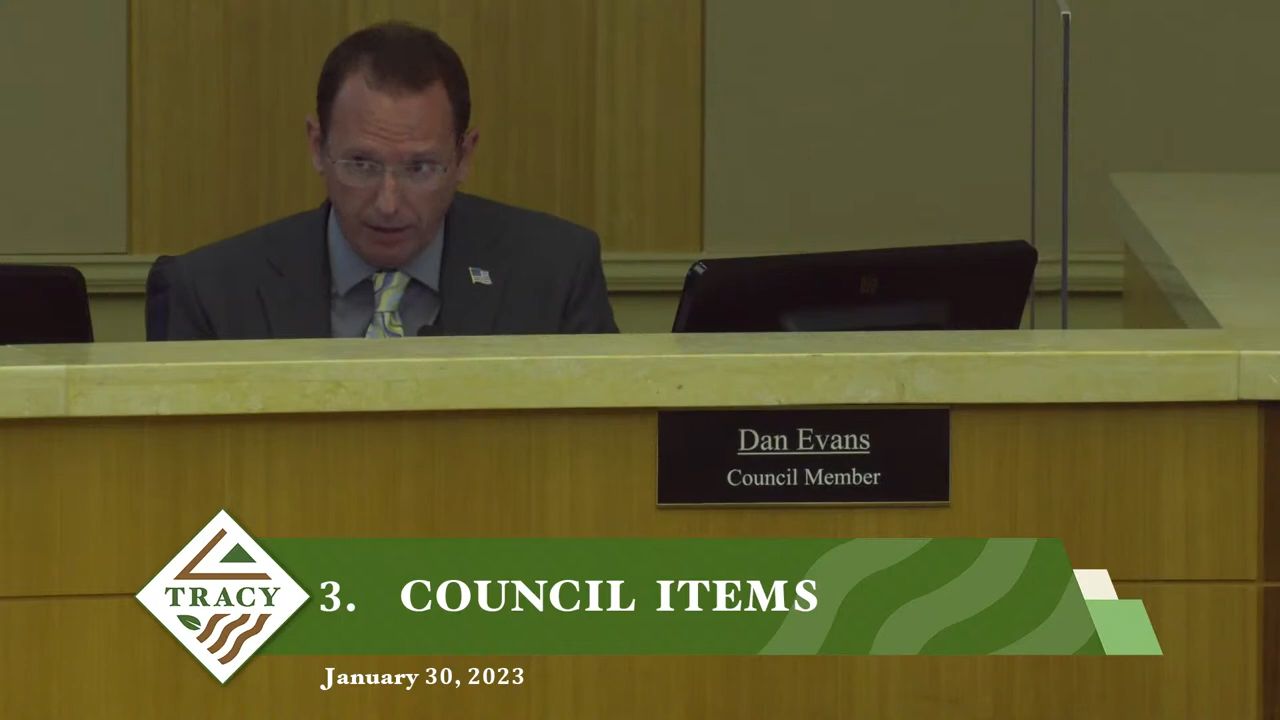 Dan Evans
Council Member
TRACY
3. COUNCIL ITEMS
January 30, 2023